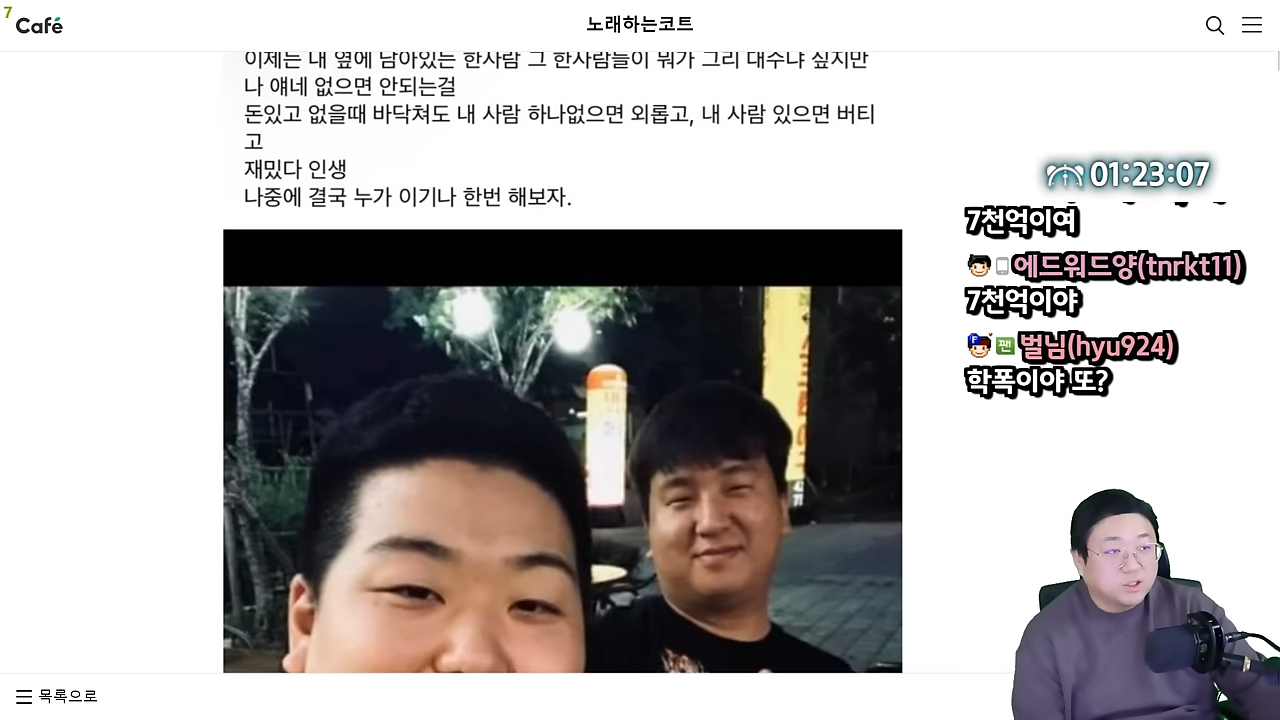 7
Café
노래하는코트
이제는 내 옆에 남아있는 한사람 그 한사람들이 뭐가 그리 대수냐 싶지만
나 얘네 없으면 안되는걸
돈있고 없을때 바닥쳐도 내 사람 하나없으면 외롭고, 내 사람 있으면 버티
고
재밌다 인생
나중에 결국 누가 이기나 한번 해보자.
01:23:07
7천억이여
에드워드양(tnrkt11)
7천억이야
F 팬 벌님(hyu924)
학폭이야 또?
목록으로